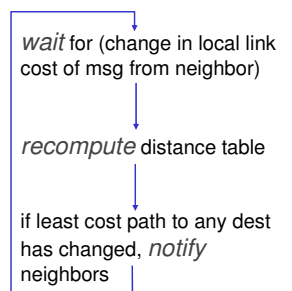 wait for (change in local link
cost of msg from neighbor)
recompute distance table
if least cost path to any dest
has changed, notify
neighbors